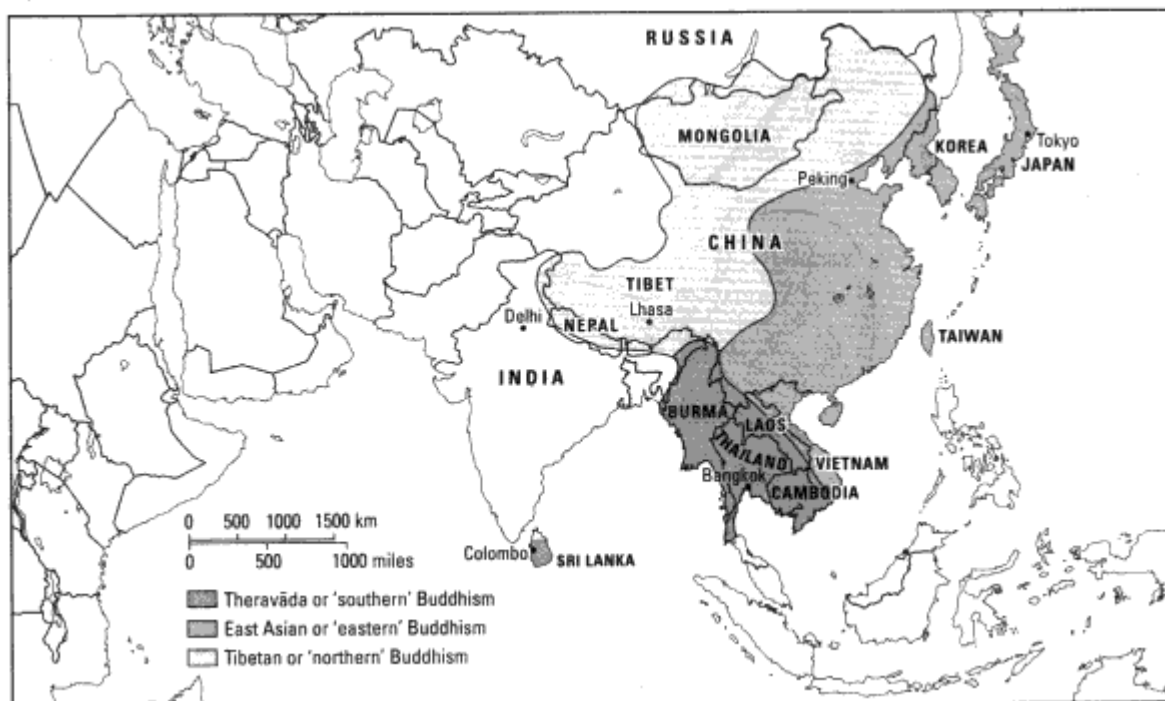 RUSSIA
MONGOLIA
KOREA
Tokyo
JAPAN
Peking
CHINA
TIBET
Lhasa
Delhi
NEPAL
INDIA
TAIWAN
BURMA
LAOS
THAILAND
VIETNAM
Bangkok
CAMBODIA
0 500 1000 1500 km
0 500 1000 miles
Colombo
SRI LANKA
Theravāda or ‘southern’ Buddhism
East Asian or ‘eastern’ Buddhism
Tibetan or ‘northern’ Buddhism